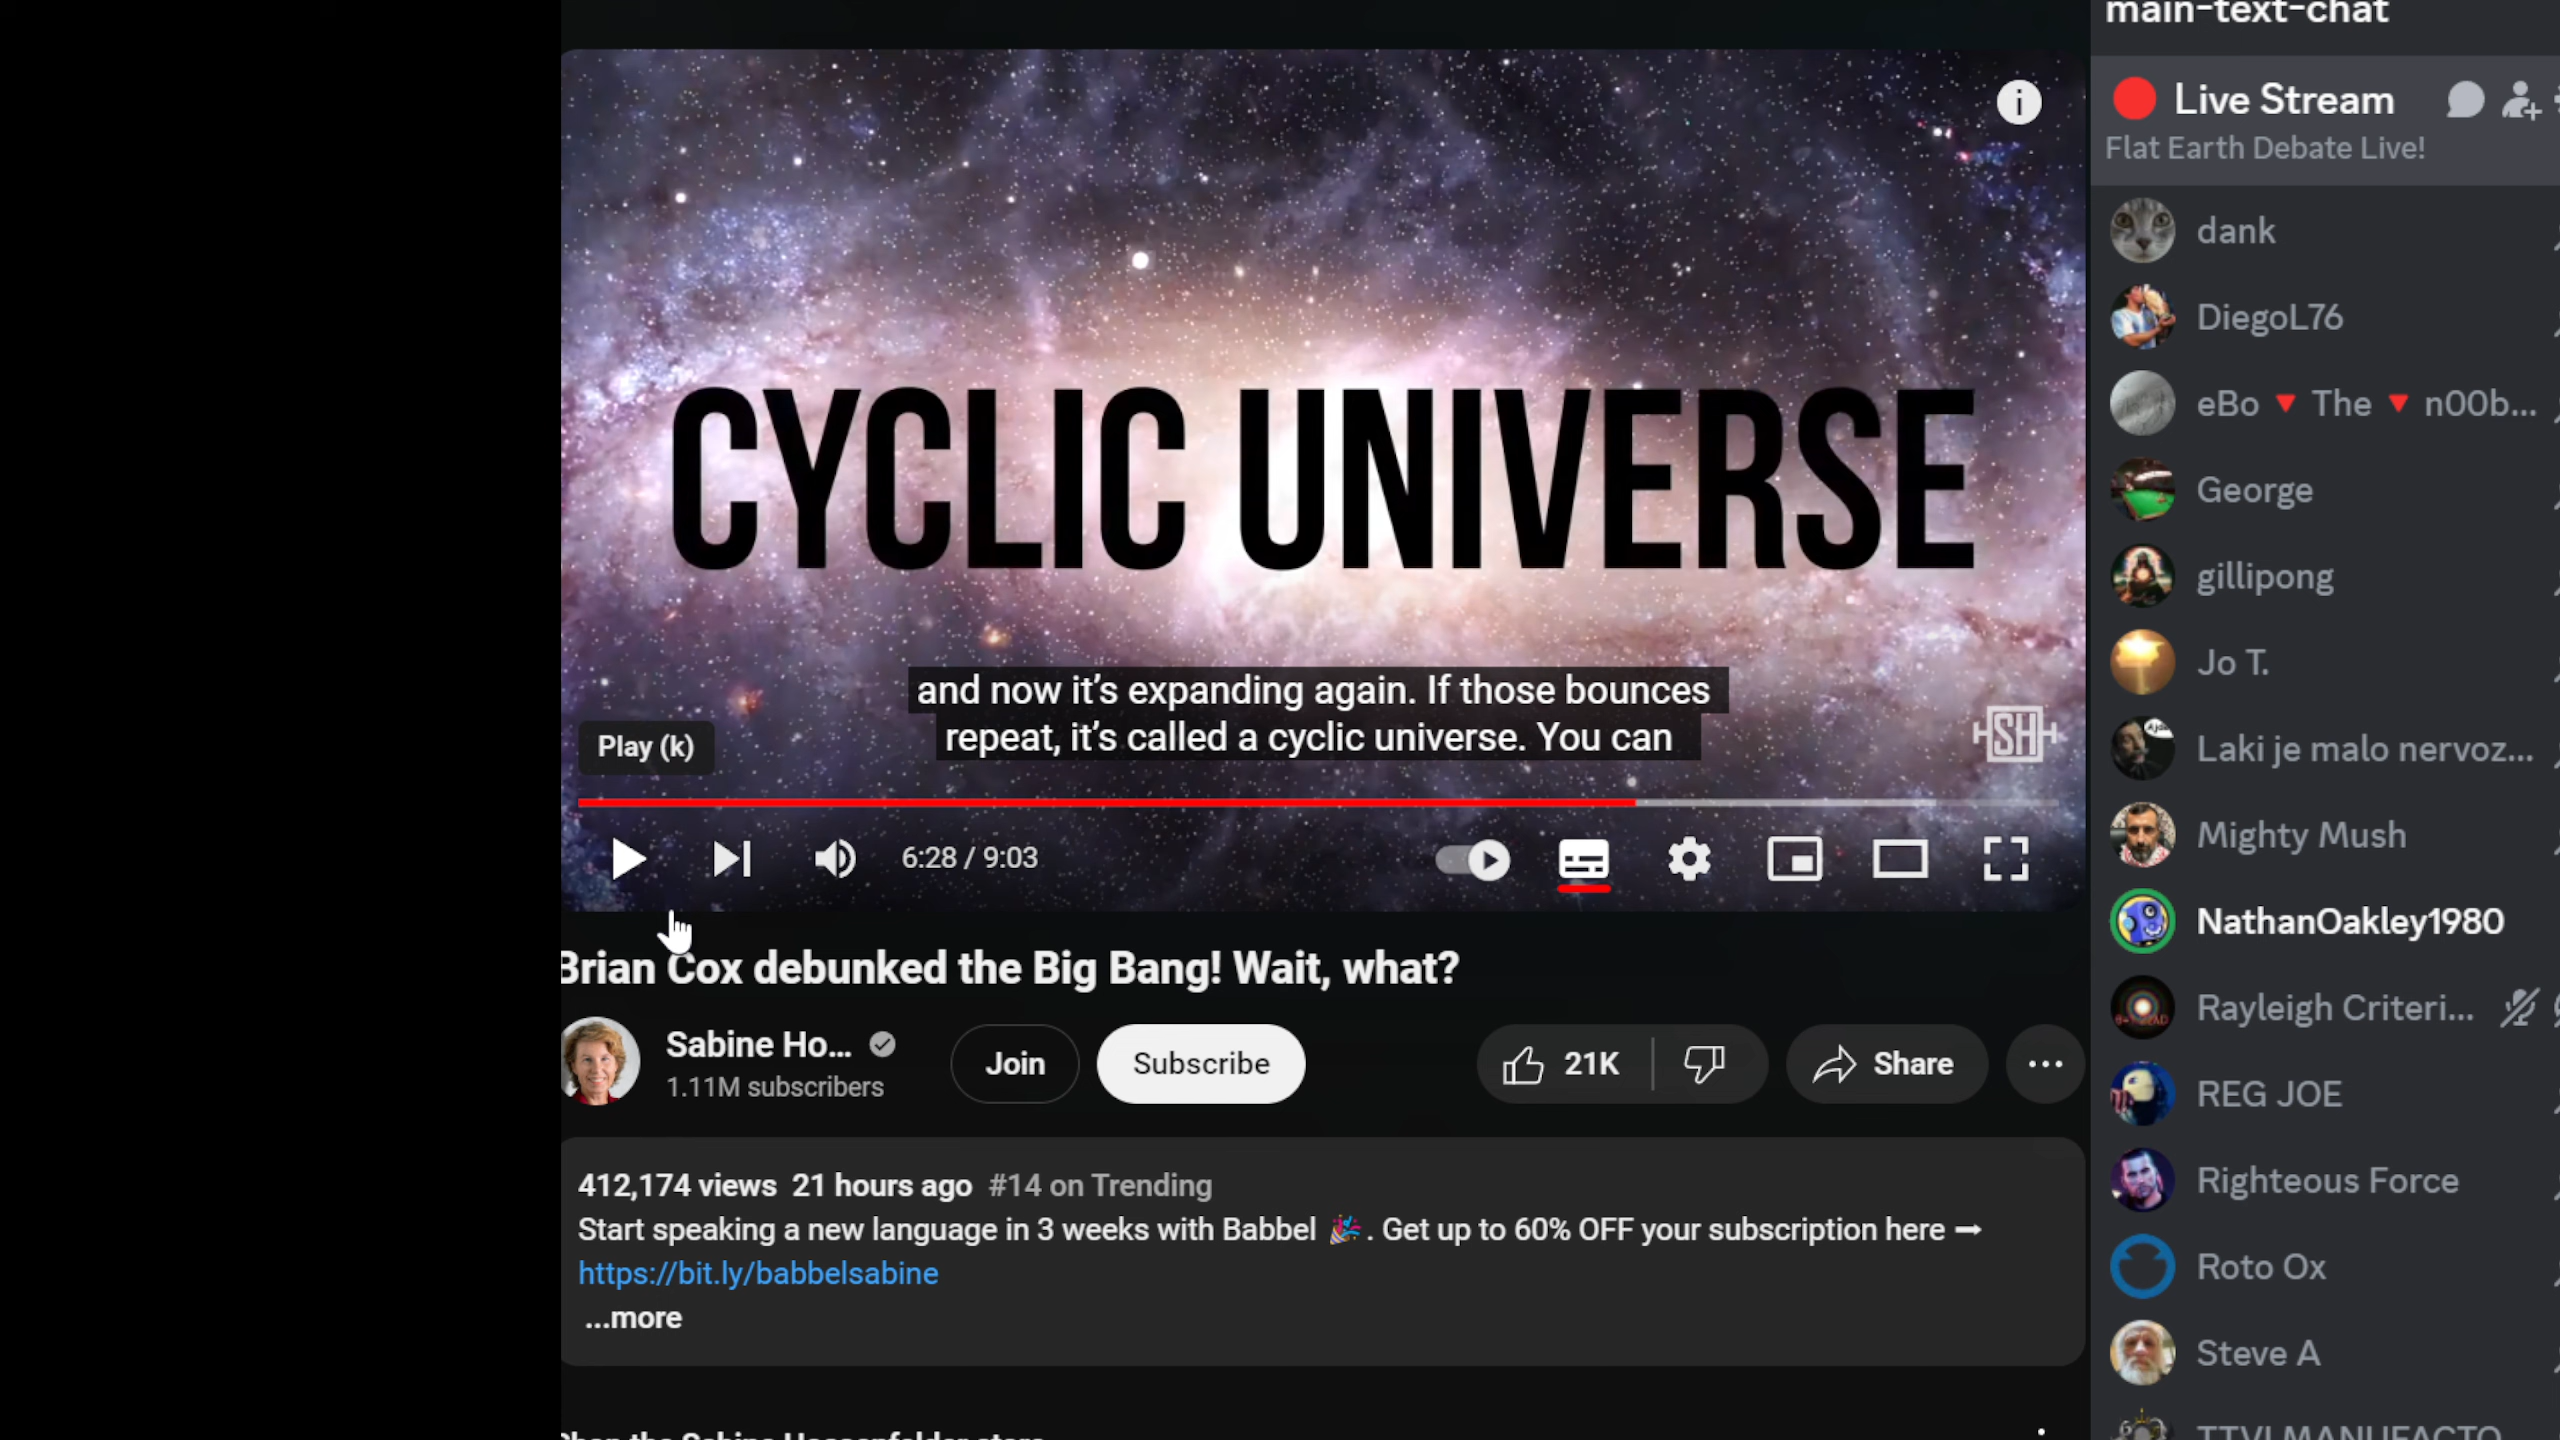 main-text-chat
Live Stream
Flat Earth Debate Live!
dank
DiegoL76
eBo 🔻 The 🔻 n00b...
George
gillipong
Jo T.
Laki je malo nervoz...
Mighty Mush
NathanOakley1980
Rayleigh Criteri...
REG JOE
Righteous Force
Roto Ox
Steve A
CYCLIC UNIVERSE
and now it's expanding again. If those bounces
repeat, it's called a cyclic universe. You can
SH
Play (k)
6:28 / 9:03
Brian Cox debunked the Big Bang! Wait, what?
Sabine Ho...
1.11M subscribers
Join
Subscribe
21K
Share
412,174 views 21 hours ago #14 on Trending
Start speaking a new language in 3 weeks with Babbel 🎉. Get up to 60% OFF your subscription here ➞
https://bit.ly/babbelsabine
...more